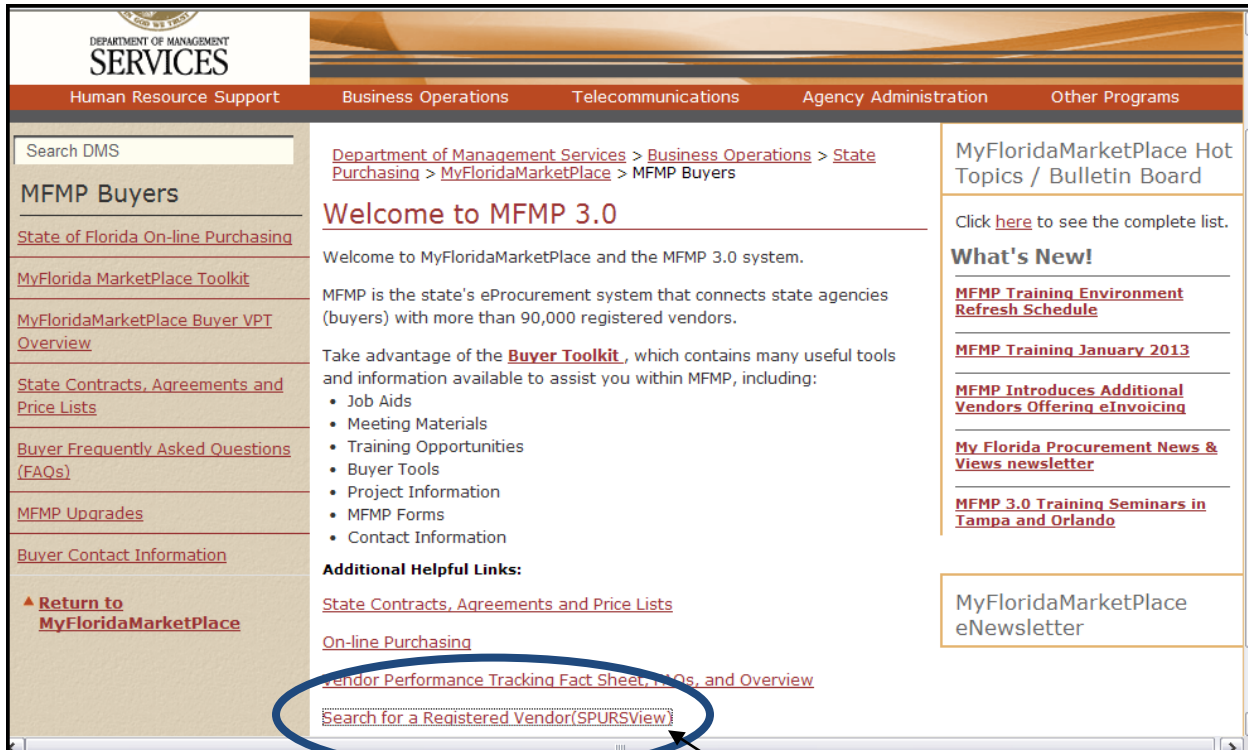 IN GOD WE TRUST
DEPARTMENT OF MANAGEMENT
SERVICES
Human Resource Support
Business Operations
Telecommunications
Agency Administration
Other Programs
Search DMS
MFMP Buyers
State of Florida On-line Purchasing
MyFlorida MarketPlace Toolkit
MyFloridaMarketPlace Buyer VPT
Overview
State Contracts, Agreements and
Price Lists
Buyer Frequently Asked Questions
(FAQs)
MFMP Upgrades
Buyer Contact Information
Return to
MyFloridaMarketPlace
Department of Management Services > Business Operations > State
Purchasing > MyFloridaMarketPlace > MFMP Buyers
Welcome to MFMP 3.0
Welcome to MyFloridaMarketPlace and the MFMP 3.0 system.
MFMP is the state's eProcurement system that connects state agencies
(buyers) with more than 90,000 registered vendors.
Take advantage of the Buyer Toolkit , which contains many useful tools
and information available to assist you within MFMP, including:
• Job Aids
• Meeting Materials
• Training Opportunities
• Buyer Tools
• Project Information
• MFMP Forms
• Contact Information
Additional Helpful Links:
State Contracts, Agreements and Price Lists
On-line Purchasing
Vendor Performance Tracking Fact Sheet, FAQs, and Overview
Search for a Registered Vendor(SPURSView)
MyFloridaMarketPlace Hot
Topics / Bulletin Board
Click here to see the complete list.
What's New!
MFMP Training Environment
Refresh Schedule
MFMP Training January 2013
MFMP Introduces Additional
Vendors Offering eInvoicing
My Florida Procurement News &
Views newsletter
MFMP 3.0 Training Seminars in
Tampa and Orlando
MyFloridaMarketPlace
eNewsletter